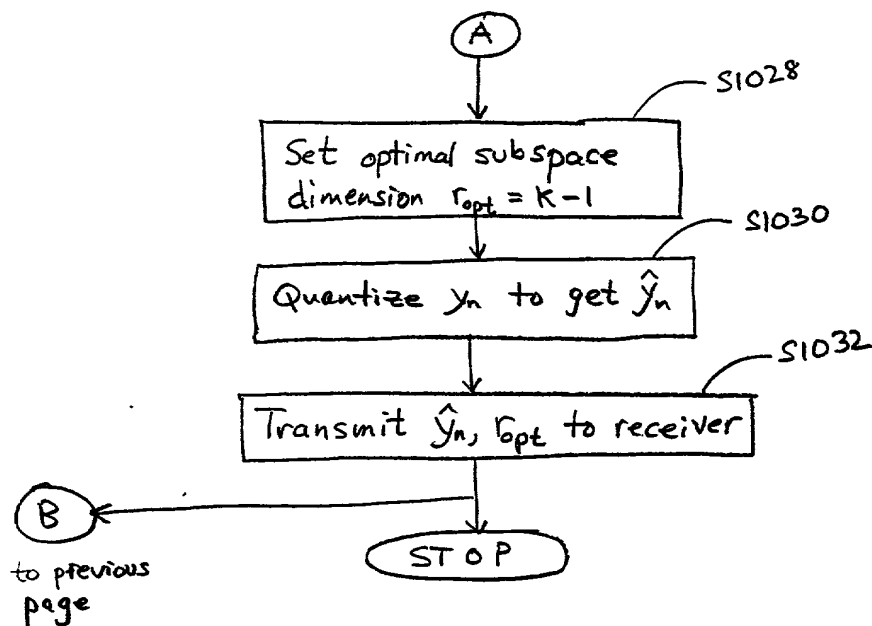 A
S1028
Set optimal subspace
dimension r_opt = K-1
S1030
Quantize y_n to get ŷ_n
S1032
Transmit ŷ_n, r_opt to receiver
B
STOP
to previous
page